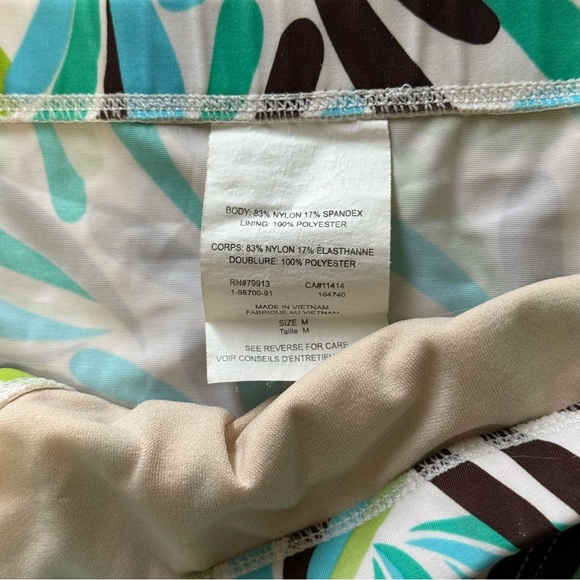 BODY: 83% NYLON 17% SPANDEX
LINING: 100% POLYESTER
CORPS: 83% NYLON 17% ÉLASTHANNE
DOUBLURE: 100% POLYESTER
RN#79913 CA#11414
1-98700-91 164740
MADE IN VIETNAM
FABRIQUE AU VIETNAM
SIZE M
Taille M
SEE REVERSE FOR CARE
VOIR CONSEILS D'ENTRETIEN